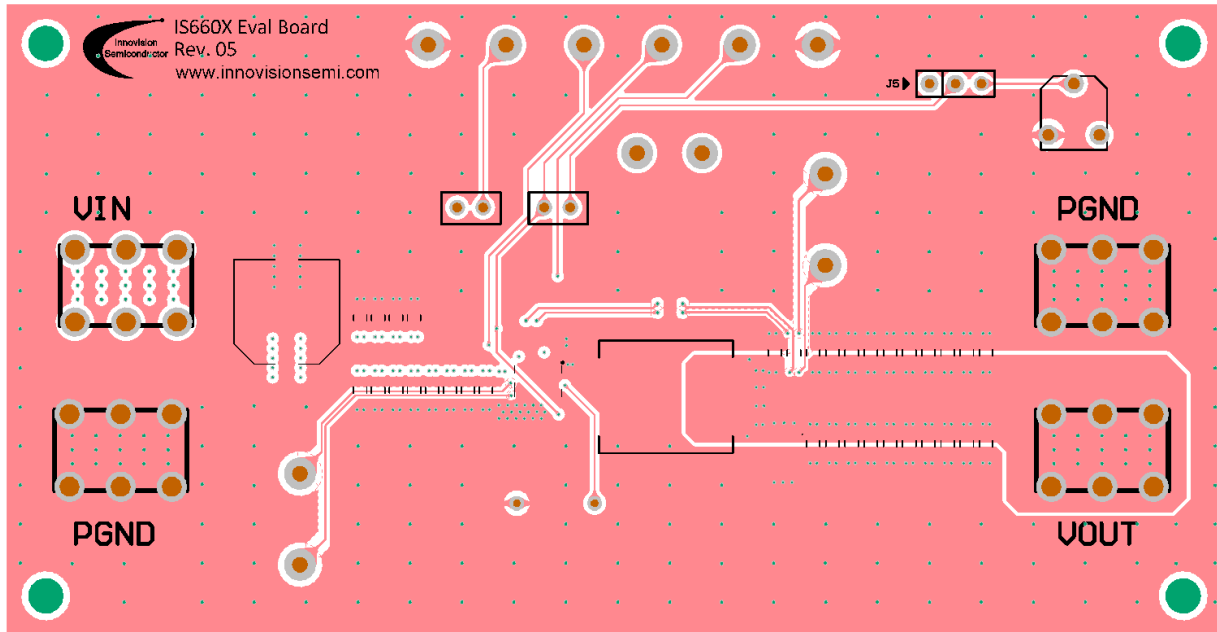 Innovision
Semiconductor
IS660X Eval Board
Rev. 05
www.innovisionsemi.com
J5
VIN
PGND
PGND
VOUT